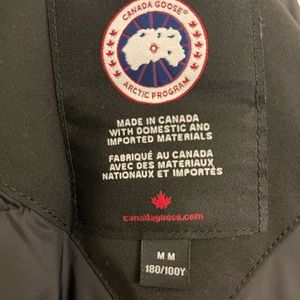 CANADA GOOSE®
ARCTIC PROGRAM
MADE IN CANADA
WITH DOMESTIC AND
IMPORTED MATERIALS
FABRIQUÉ AU CANADA
AVEC DES MATÉRIAUX
NATIONAUX ET IMPORTÉS
canadagoose.com
M M
180/100Y